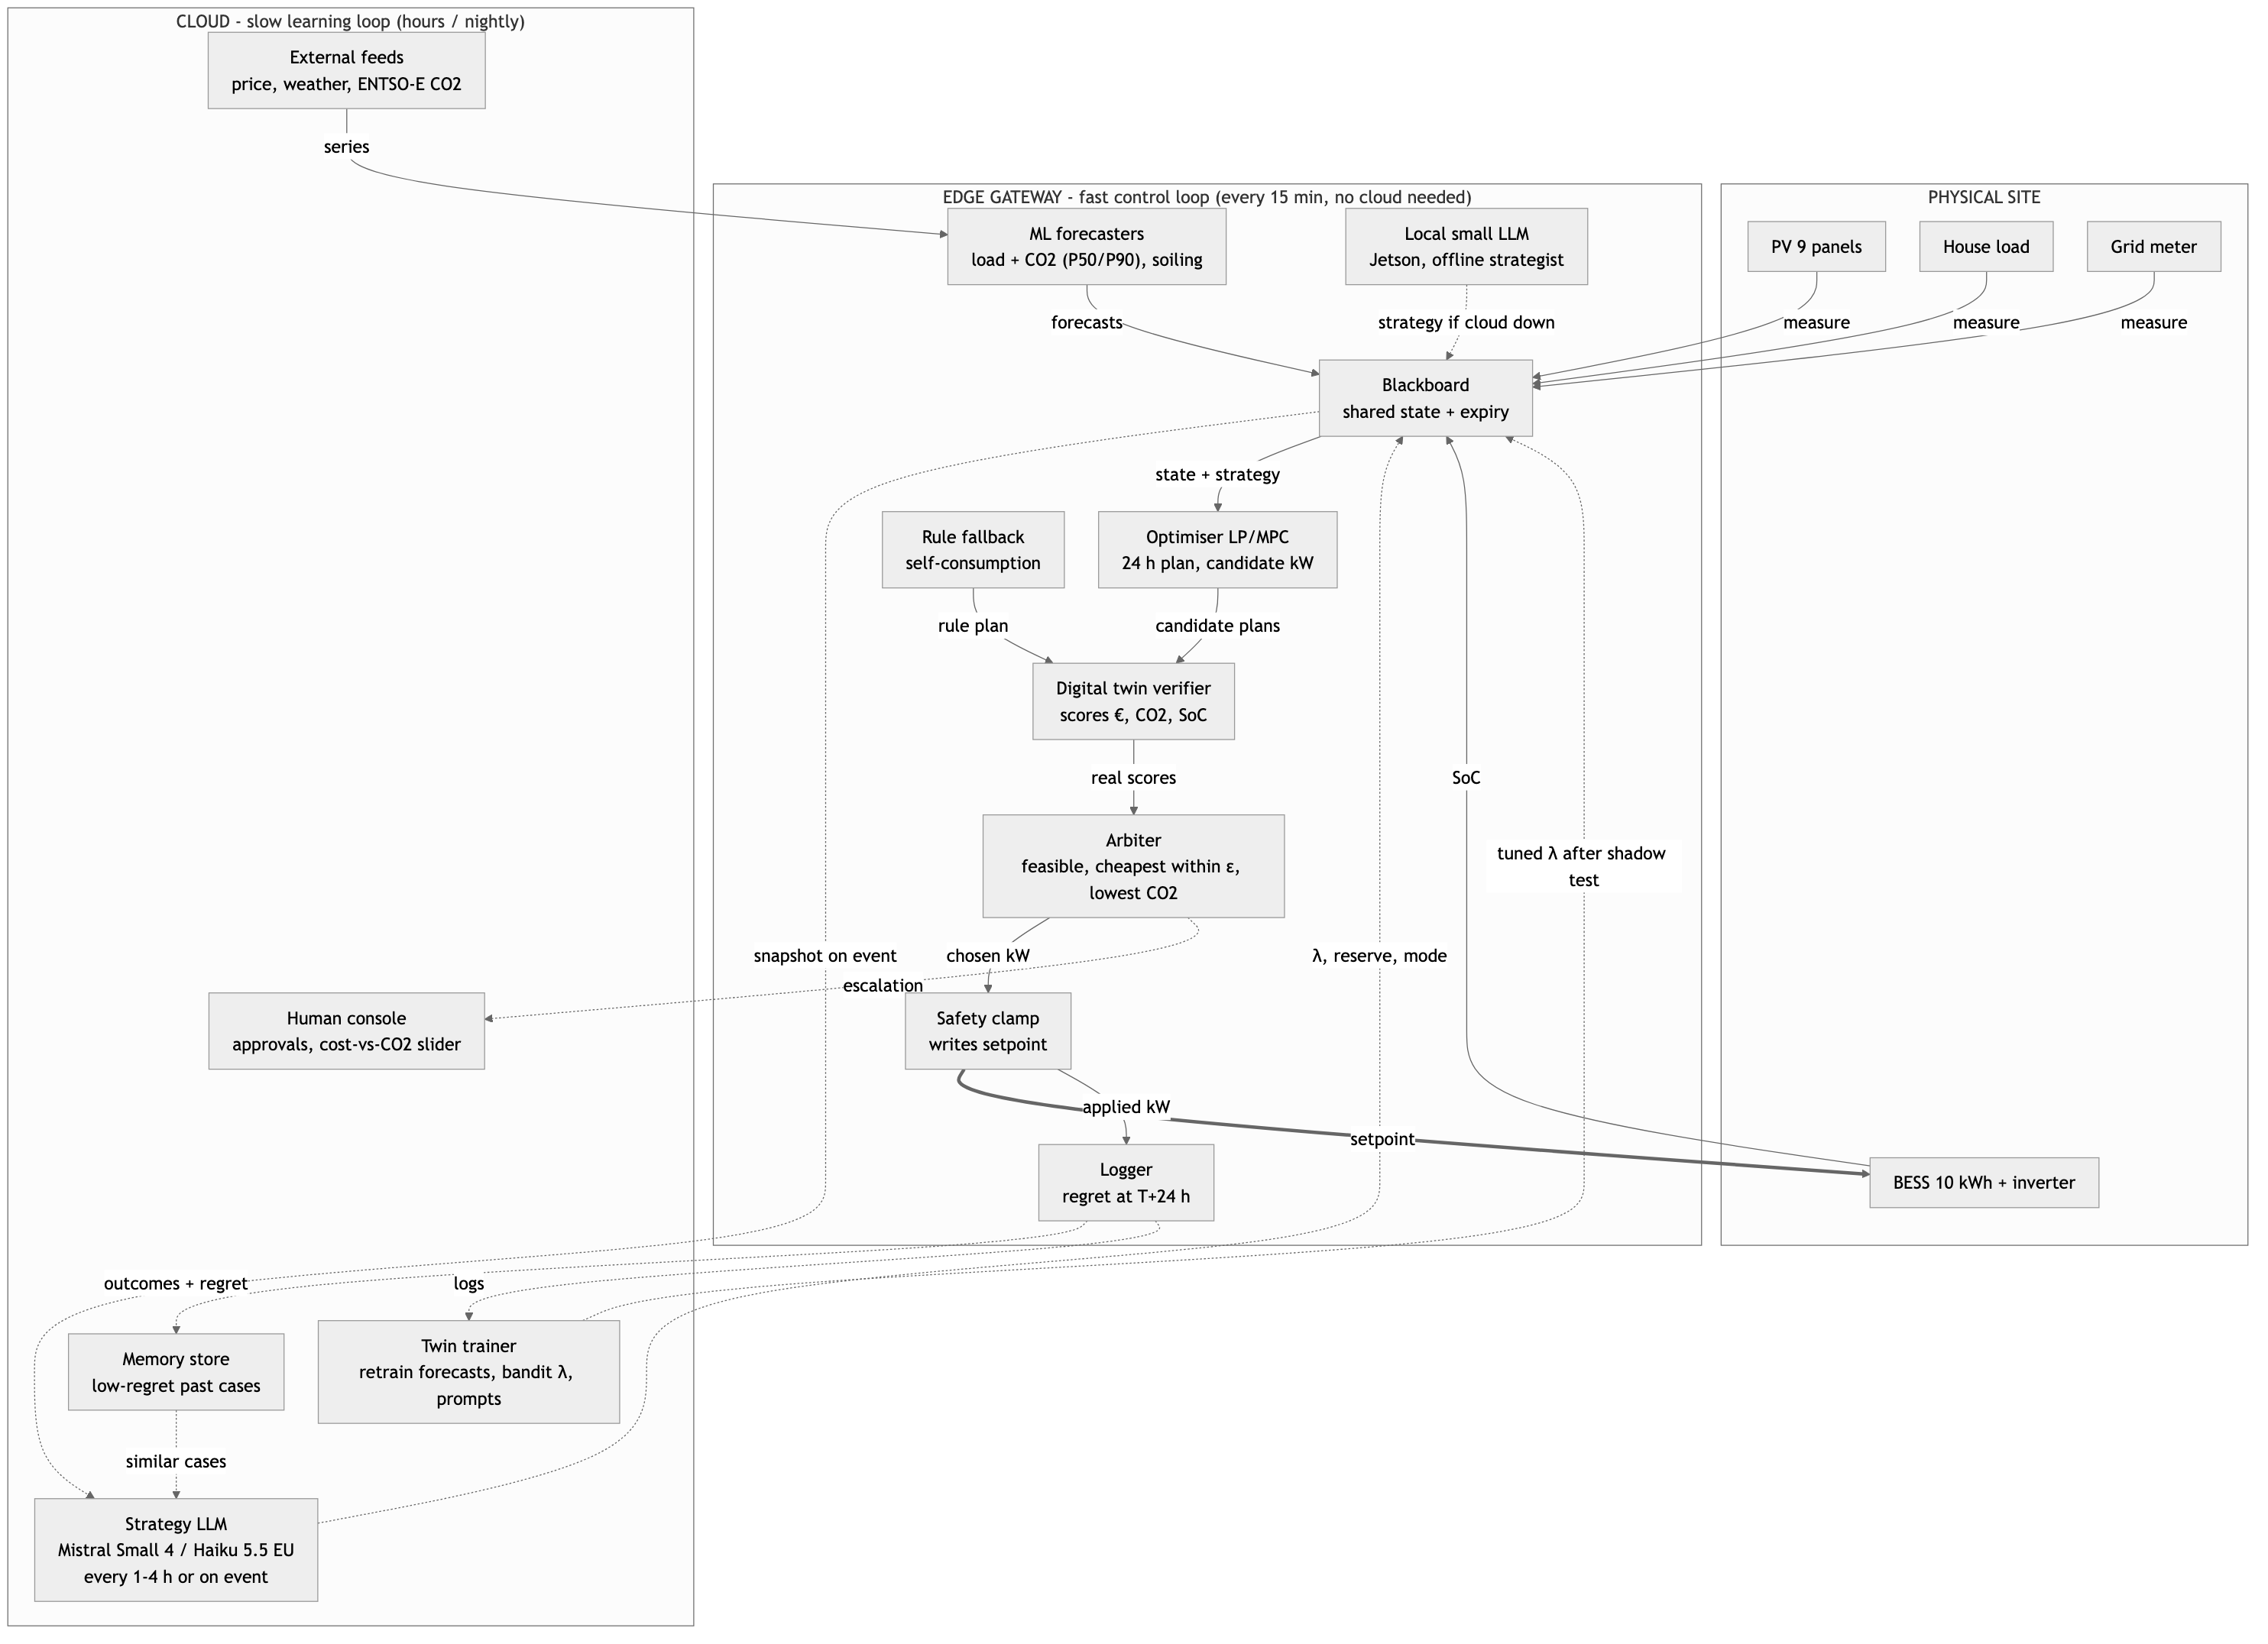 CLOUD - slow learning loop (hours / nightly)
External feeds
price, weather, ENTSO-E CO2
series
EDGE GATEWAY - fast control loop (every 15 min, no cloud needed)
ML forecasters
load + CO2 (P50/P90), soiling
Local small LLM
Jetson, offline strategist
PHYSICAL SITE
PV 9 panels
House load
Grid meter
forecasts
strategy if cloud down
measure
measure
measure
Blackboard
shared state + expiry
state + strategy
Rule fallback
self-consumption
Optimiser LP/MPC
24 h plan, candidate kW
rule plan
candidate plans
Digital twin verifier
scores €, CO2, SoC
real scores
SoC
Arbiter
feasible, cheapest within ε,
lowest CO2
tuned λ after shadow
test
snapshot on event
chosen kW
λ, reserve, mode
escalation
Human console
approvals, cost-vs-CO2 slider
Safety clamp
writes setpoint
applied kW
setpoint
Logger
regret at T+24 h
BESS 10 kWh + inverter
outcomes + regret
logs
Memory store
low-regret past cases
Twin trainer
retrain forecasts, bandit λ,
prompts
similar cases
Strategy LLM
Mistral Small 4 / Haiku 5.5 EU
every 1-4 h or on event